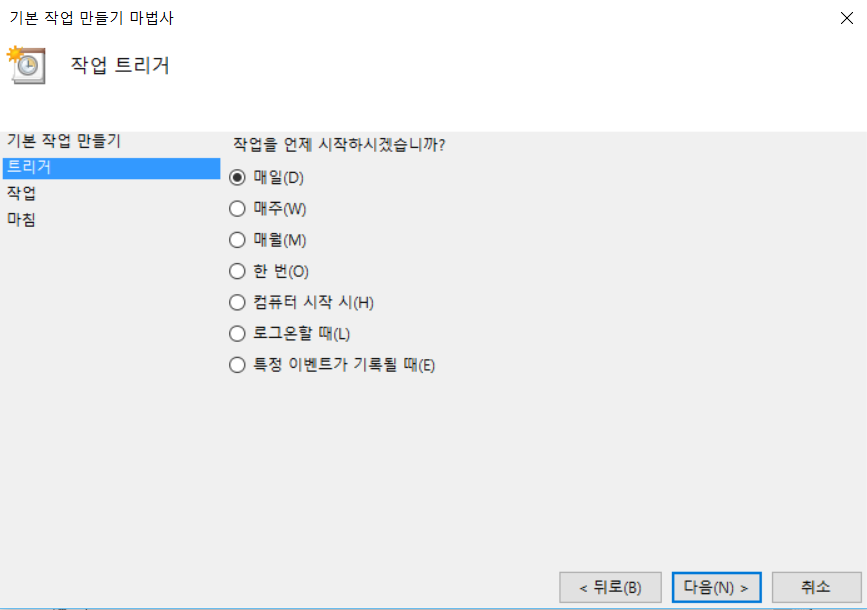 기본 작업 만들기 마법사
작업 트리거
기본 작업 만들기
트리거
작업
마침
작업을 언제 시작하시겠습니까?
매일(D)
매주(W)
매월(M)
한 번(O)
컴퓨터 시작 시(H)
로그온할 때(L)
특정 이벤트가 기록될 때(E)
< 뒤로(B)
다음(N) >
취소